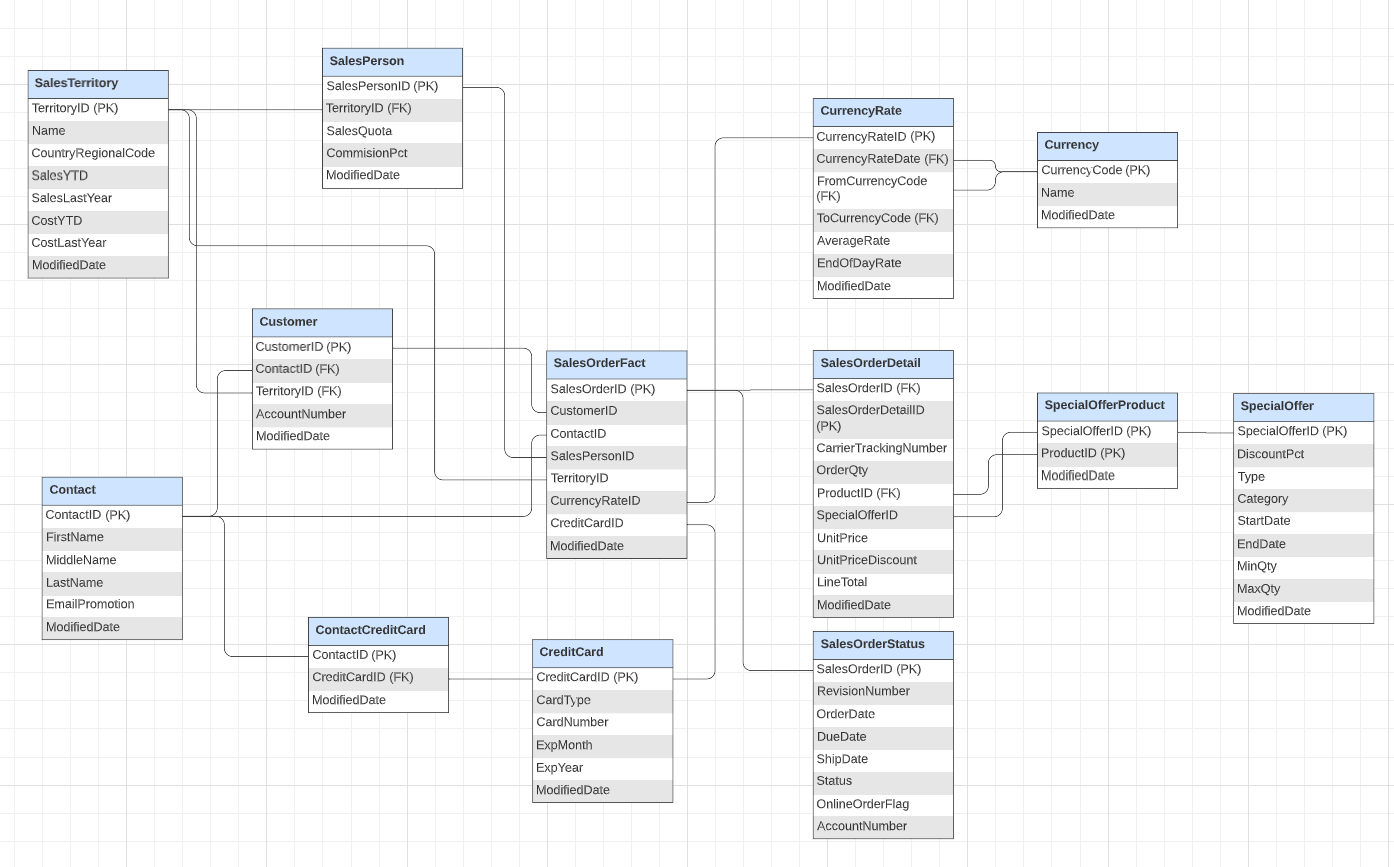 SalesTerritory
TerritoryID (PK)
Name
CountryRegionalCode
SalesYTD
SalesLastYear
CostYTD
CostLastYear
ModifiedDate
SalesPerson
SalesPersonID (PK)
TerritoryID (FK)
SalesQuota
CommisionPct
ModifiedDate
CurrencyRate
CurrencyRateID (PK)
CurrencyRateDate (FK)
FromCurrencyCode
(FK)
ToCurrencyCode (FK)
AverageRate
EndOfDayRate
ModifiedDate
Currency
CurrencyCode (PK)
Name
ModifiedDate
Customer
CustomerID (PK)
ContactID (FK)
TerritoryID (FK)
AccountNumber
ModifiedDate
SalesOrderFact
SalesOrderID (PK)
CustomerID
ContactID
SalesPersonID
TerritoryID
CurrencyRateID
CreditCardID
ModifiedDate
SalesOrderDetail
SalesOrderID (FK)
SalesOrderDetailID
(PK)
CarrierTrackingNumber
OrderQty
ProductID (FK)
SpecialOfferID
UnitPrice
UnitPriceDiscount
LineTotal
ModifiedDate
SpecialOfferProduct
SpecialOfferID (PK)
ProductID (PK)
ModifiedDate
SpecialOffer
SpecialOfferID (PK)
DiscountPct
Type
Category
StartDate
EndDate
MinQty
MaxQty
ModifiedDate
Contact
ContactID (PK)
FirstName
MiddleName
LastName
EmailPromotion
ModifiedDate
ContactCreditCard
ContactID (PK)
CreditCardID (FK)
ModifiedDate
CreditCard
CreditCardID (PK)
CardType
CardNumber
ExpMonth
ExpYear
ModifiedDate
SalesOrderStatus
SalesOrderID (PK)
RevisionNumber
OrderDate
DueDate
ShipDate
Status
OnlineOrderFlag
AccountNumber